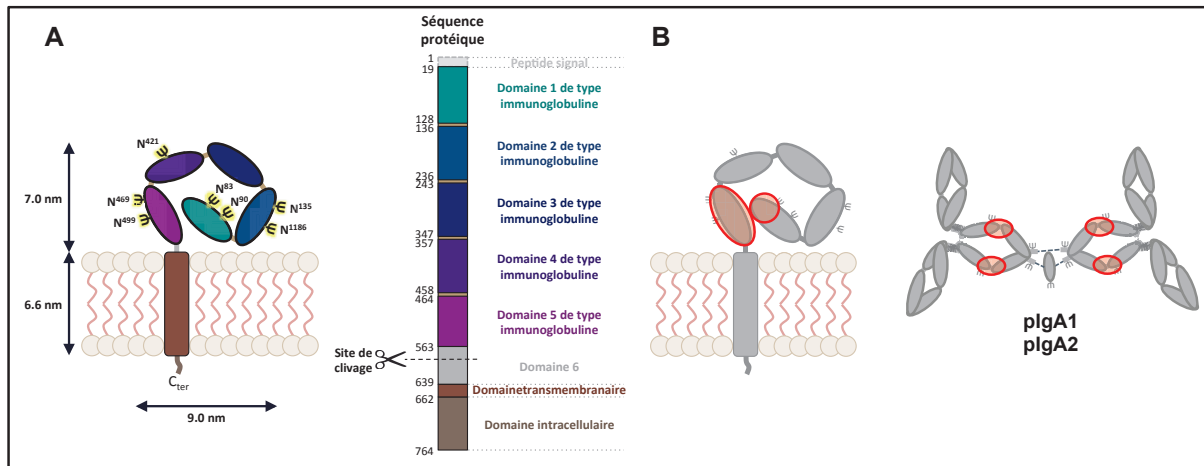 A
Séquence
protéique
B
1
19
Peptide signal
Domaine 1 de type
immunoglobuline
128
136
Domaine 2 de type
immunoglobuline
236
243
Domaine 3 de type
immunoglobuline
347
357
Domaine 4 de type
immunoglobuline
458
464
Domaine 5 de type
immunoglobuline
563
Site de
clivage
Domaine 6
639
Domainetransmembranaire
662
Domaine intracellulaire
764
N421
N83
N90
N469
N499
N135
N1186
7.0 nm
6.6 nm
Cter
9.0 nm
pIgA1
pIgA2